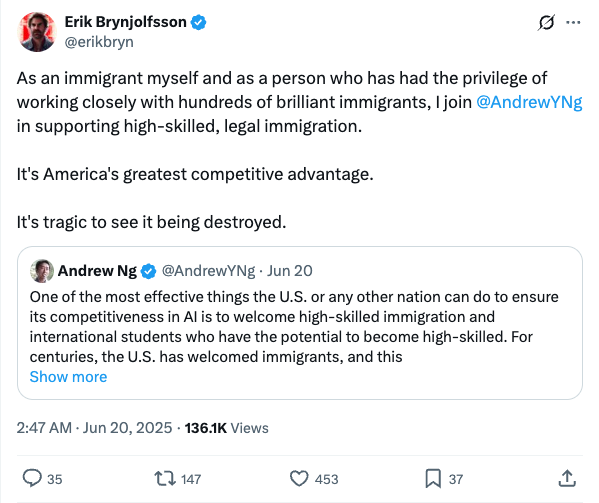 Erik Brynjolfsson
@erikbryn
As an immigrant myself and as a person who has had the privilege of
working closely with hundreds of brilliant immigrants, I join @AndrewYNg
in supporting high-skilled, legal immigration.
It's America's greatest competitive advantage.
It's tragic to see it being destroyed.
Andrew Ng @AndrewYNg · Jun 20
One of the most effective things the U.S. or any other nation can do to ensure
its competitiveness in AI is to welcome high-skilled immigration and
international students who have the potential to become high-skilled. For
centuries, the U.S. has welcomed immigrants, and this
Show more
2:47 AM · Jun 20, 2025 · 136.1K Views
35 147 453 37